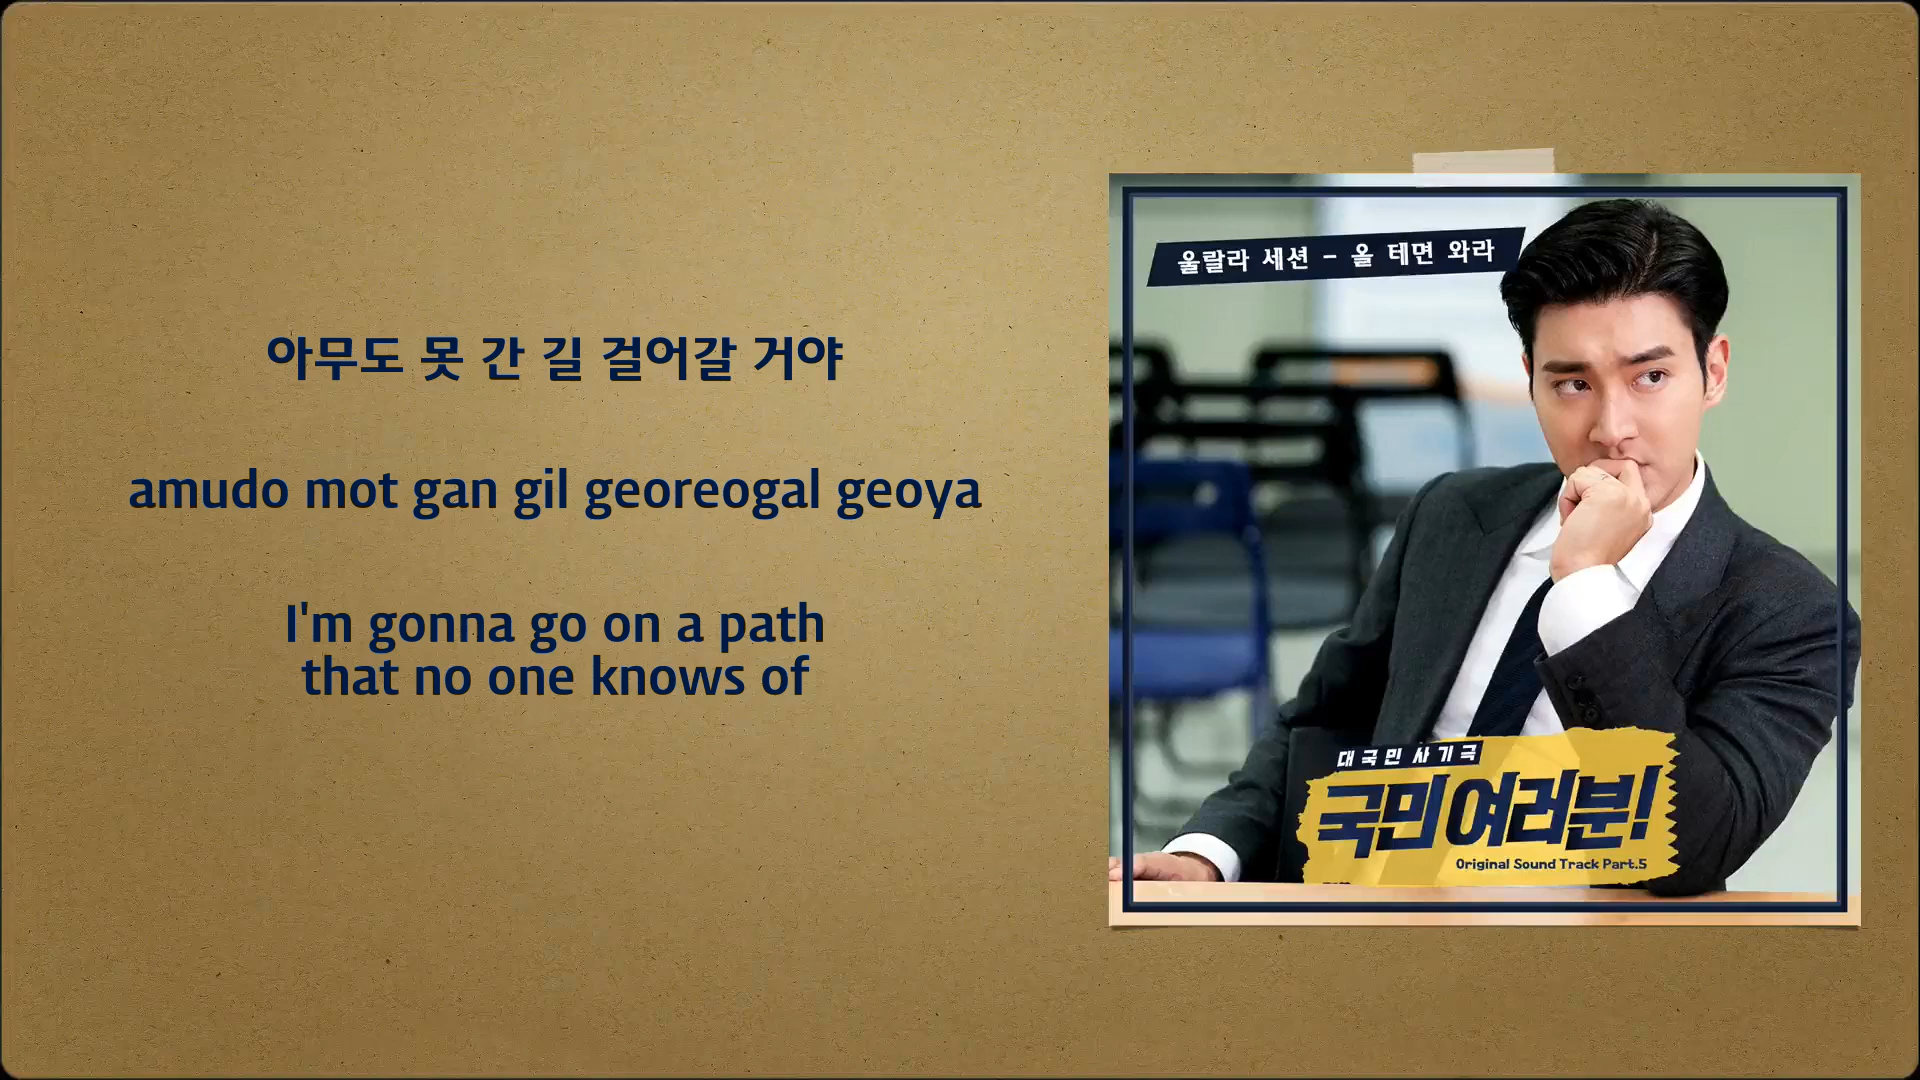 아무도 못 간 길 걸어갈 거야
amudo mot gan gil georeogal geoya
I'm gonna go on a path
that no one knows of
울랄라 세션 - 올 테면 와라
대국민 사기극
국민 여러분!
Original Sound Track Part.5